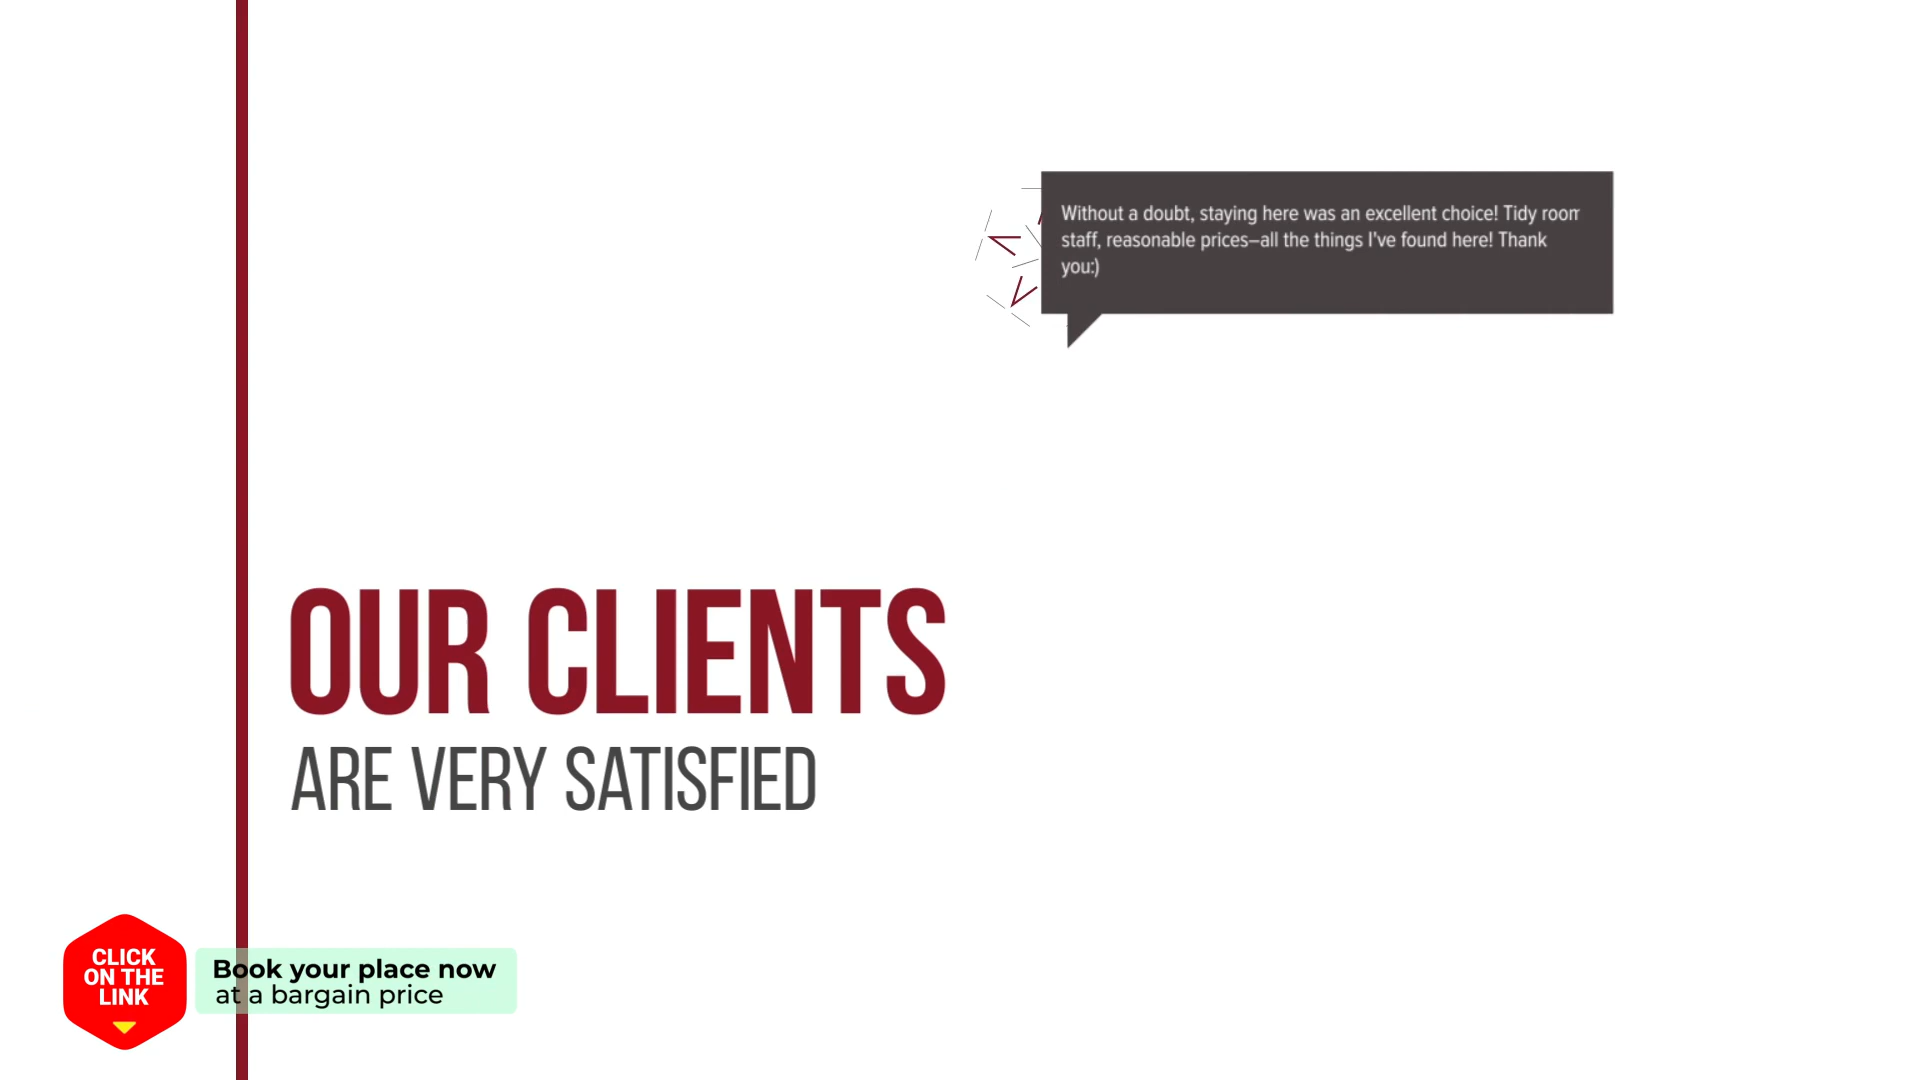 Without a doubt, staying here was an excellent choice! Tidy
staff, reasonable prices–all the things I've found here! Thank
you:)
OUR CLIENTS
ARE VERY SATISFIED
CLICK
ON THE
LINK
Book your place now
at a bargain price